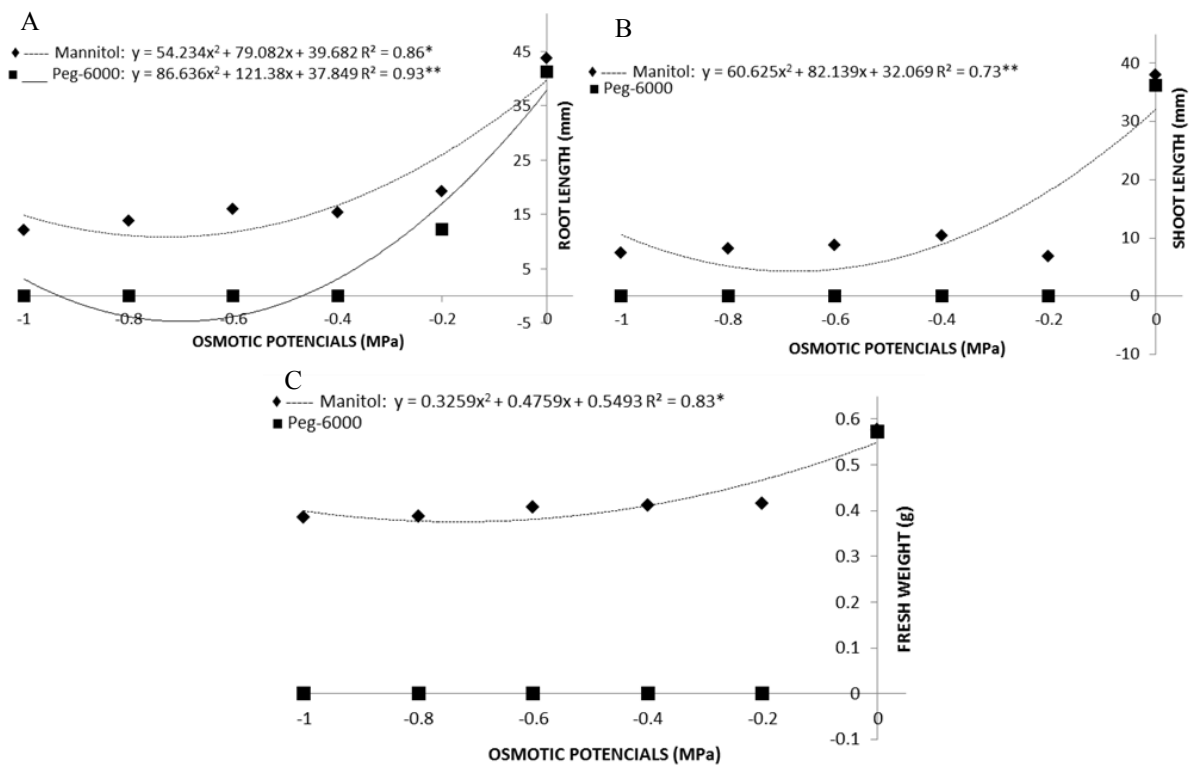 A
Mannitol: y = 54.234x² + 79.082x + 39.682 R² = 0.86*
Peg-6000: y = 86.636x² + 121.38x + 37.849 R² = 0.93**
45
35
25
15
5
-5
ROOT LENGTH (mm)
-1 -0.8 -0.6 -0.4 -0.2 0
OSMOTIC POTENCIALS (MPa)
B
Manitol: y = 60.625x² + 82.139x + 32.069 R² = 0.73**
Peg-6000
40
30
20
10
0
-10
SHOOT LENGTH (mm)
-1 -0.8 -0.6 -0.4 -0.2 0
OSMOTIC POTENCIALS (MPa)
C
Manitol: y = 0.3259x² + 0.4759x + 0.5493 R² = 0.83*
Peg-6000
0.6
0.5
0.4
0.3
0.2
0.1
0
-0.1
FRESH WEIGHT (g)
-1 -0.8 -0.6 -0.4 -0.2 0
OSMOTIC POTENCIALS (MPa)